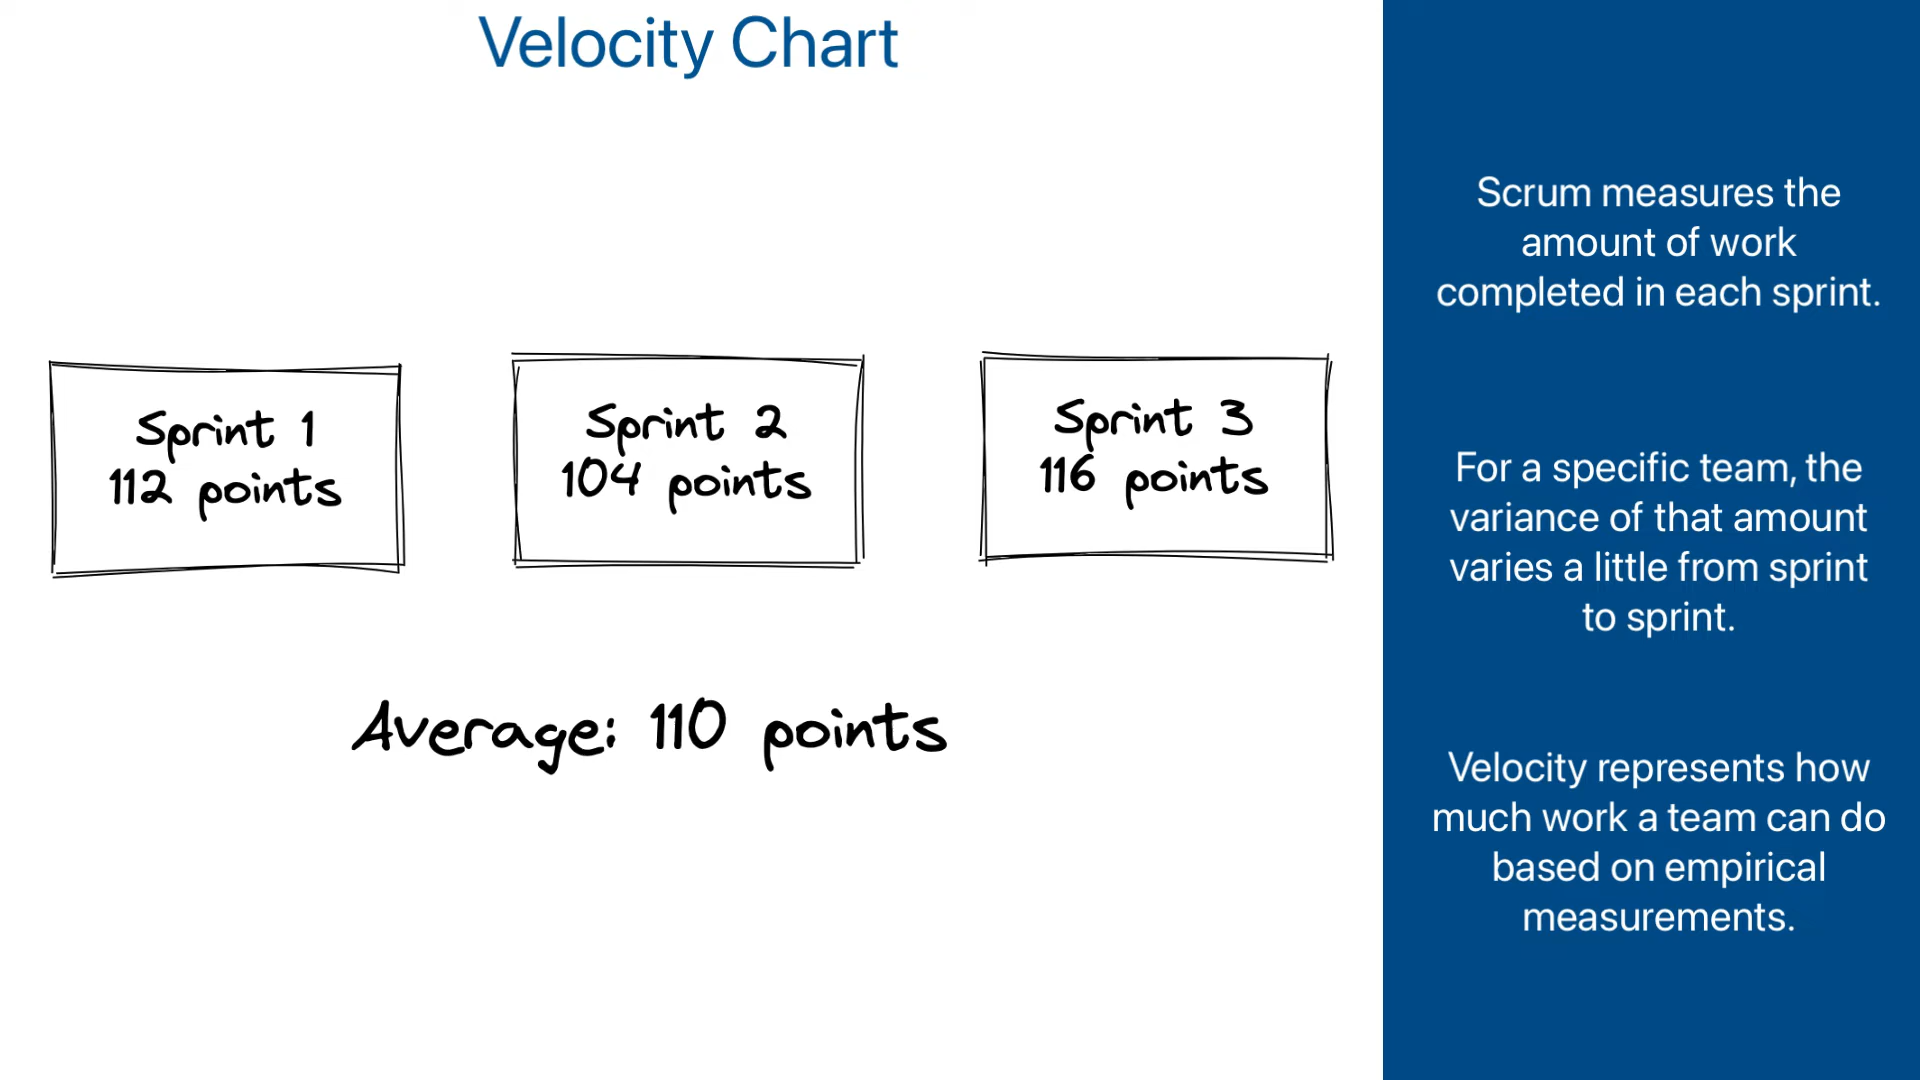 Velocity Chart
Sprint 1
112 points
Sprint 2
104 points
Sprint 3
116 points
Average: 110 points
Scrum measures the
amount of work
completed in each sprint.
For a specific team, the
variance of that amount
varies a little from sprint
to sprint.
Velocity represents how
much work a team can do
based on empirical
measurements.